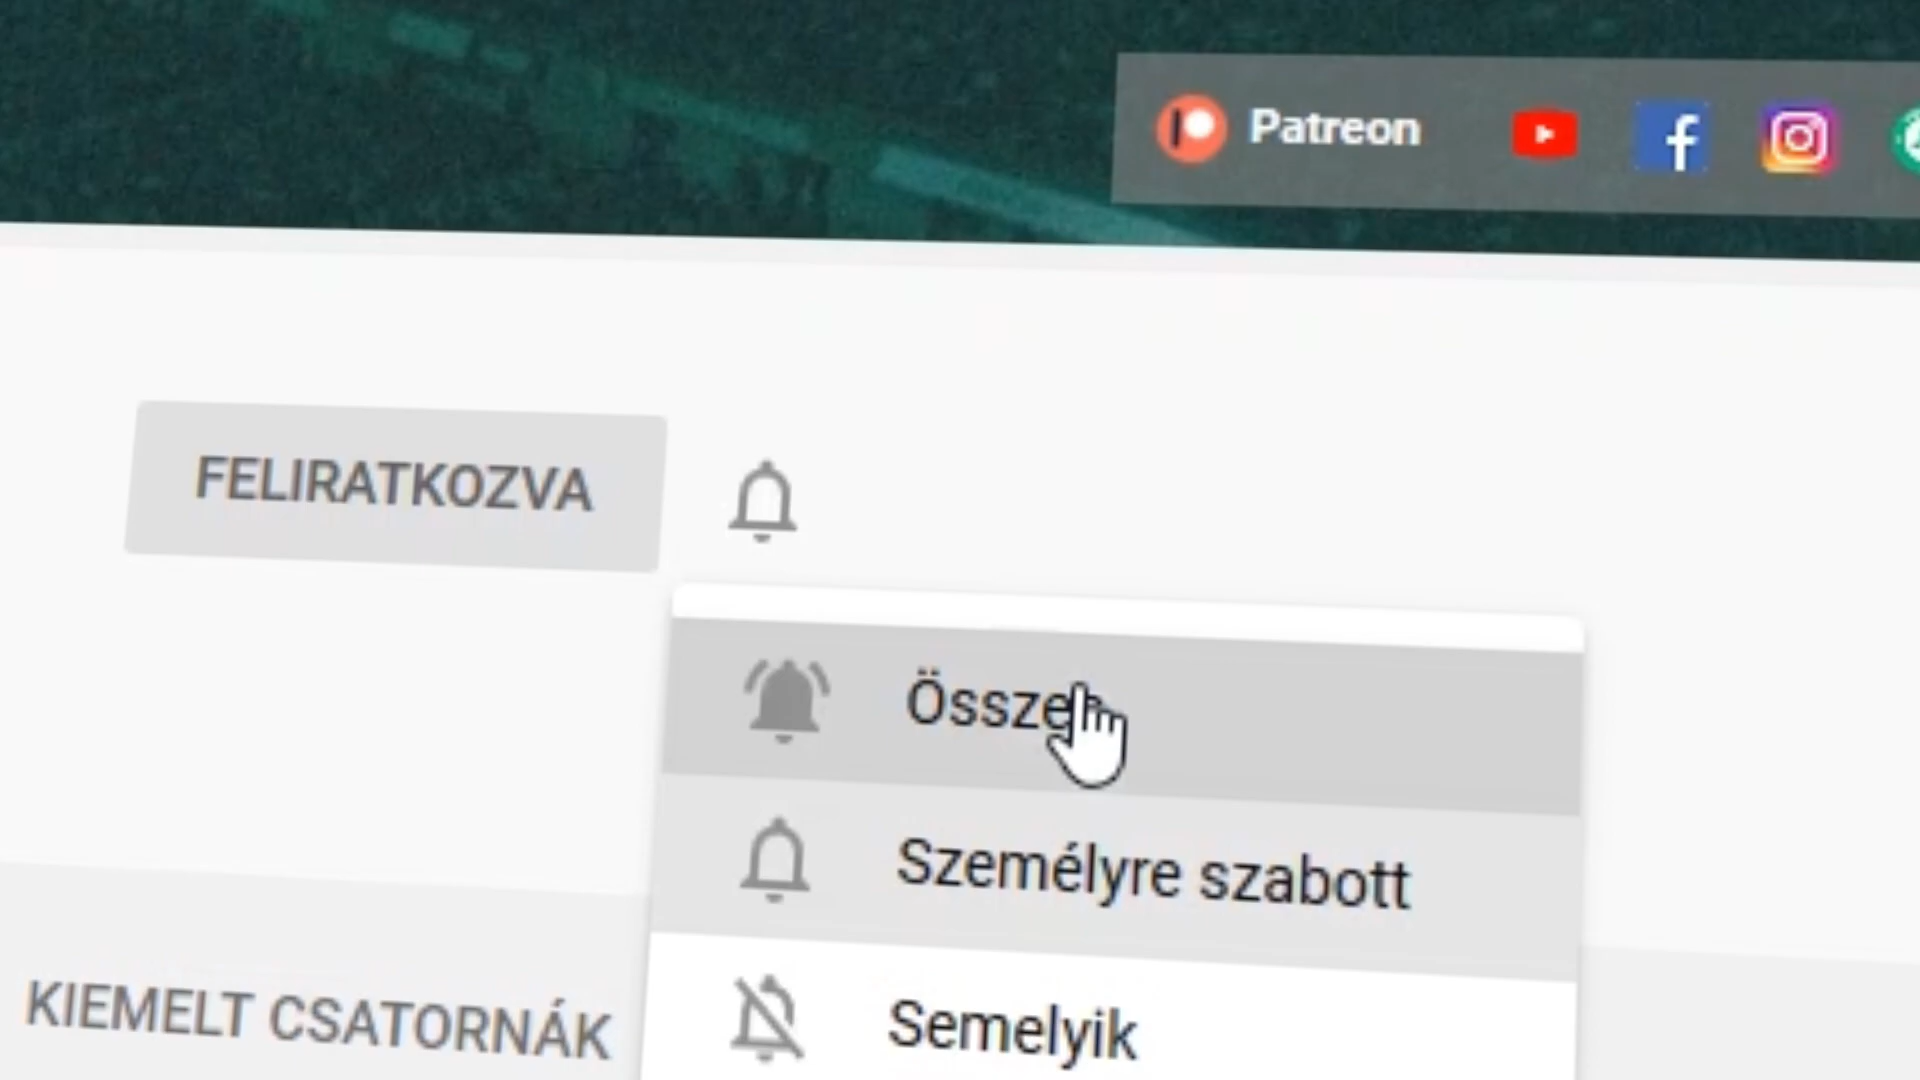 Patreon
FELIRATKOZVA
Személyre szabott
KIEMELT CSATORNÁK
Semelyik